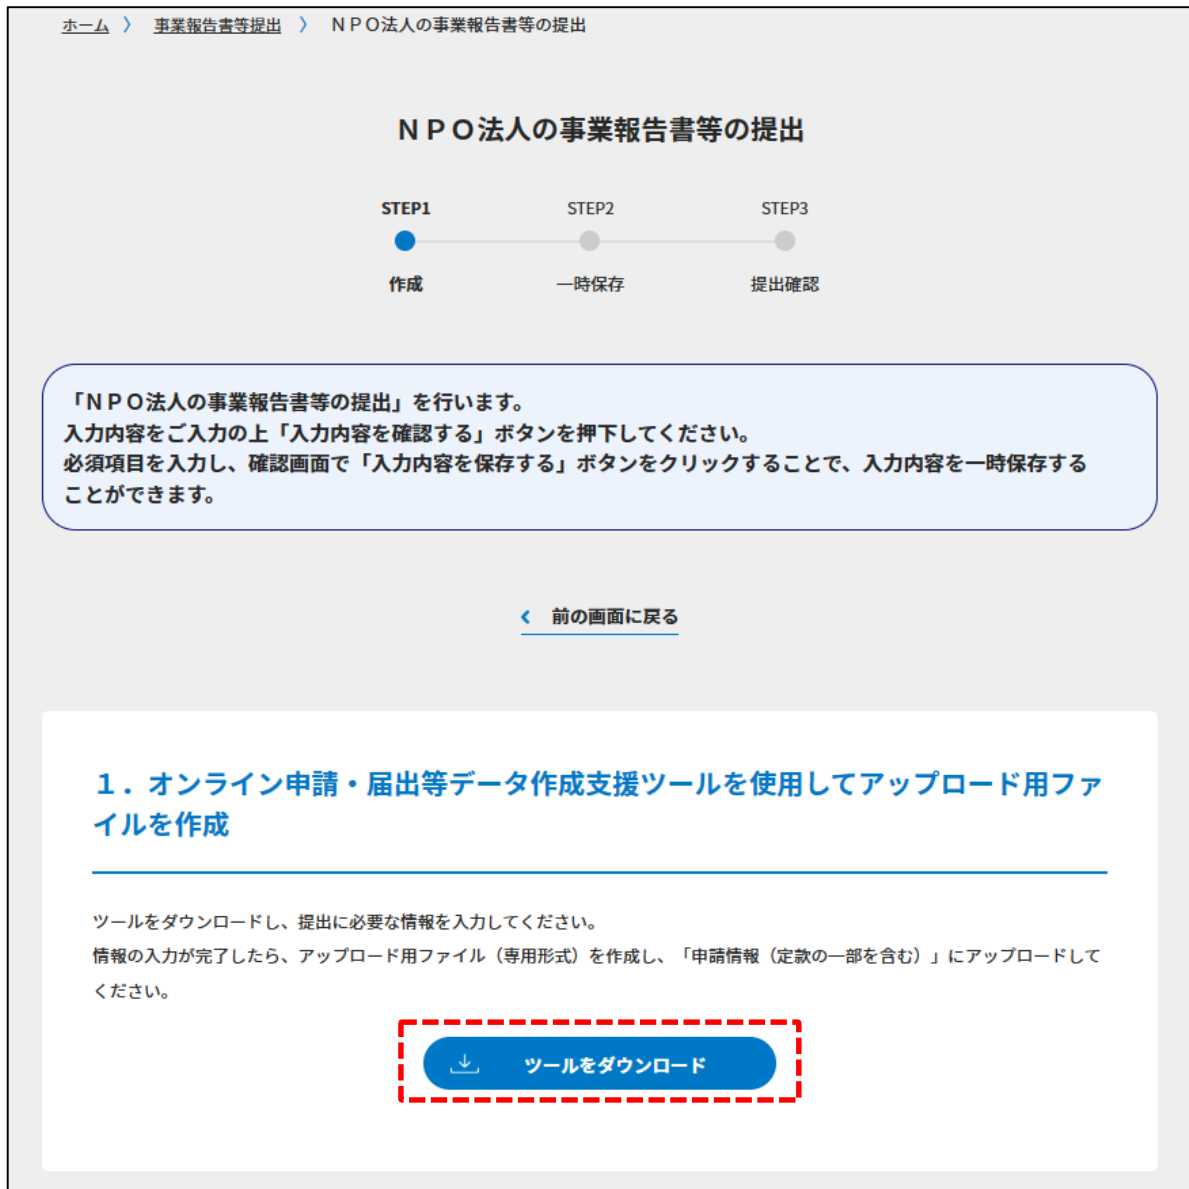 ホーム 〉 事業報告書等提出 〉 ＮＰＯ法人の事業報告書等の提出
ＮＰＯ法人の事業報告書等の提出
STEP1 STEP2 STEP3
作成 一時保存 提出確認
「ＮＰＯ法人の事業報告書等の提出」を行います。
入力内容をご入力の上「入力内容を確認する」ボタンを押下してください。
必須項目を入力し、確認画面で「入力内容を保存する」ボタンをクリックすることで、入力内容を一時保存する
ことができます。
前の画面に戻る
１．オンライン申請・届出等データ作成支援ツールを使用してアップロード用ファ
イルを作成
ツールをダウンロードし、提出に必要な情報を入力してください。
情報の入力が完了したら、アップロード用ファイル（専用形式）を作成し、「申請情報（定款の一部を含む）」にアップロードして
ください。
ツールをダウンロード